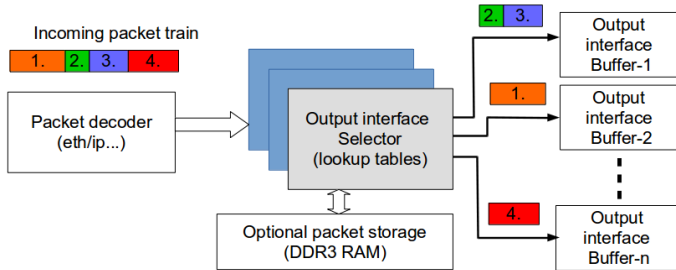 Incoming packet train
1. 2. 3. 4.
Packet decoder
(eth/ip...)
Output interface
Selector
(lookup tables)
Optional packet storage
(DDR3 RAM)
2. 3.
Output
interface
Buffer-1
1.
Output
interface
Buffer-2
4.
Output
interface
Buffer-n